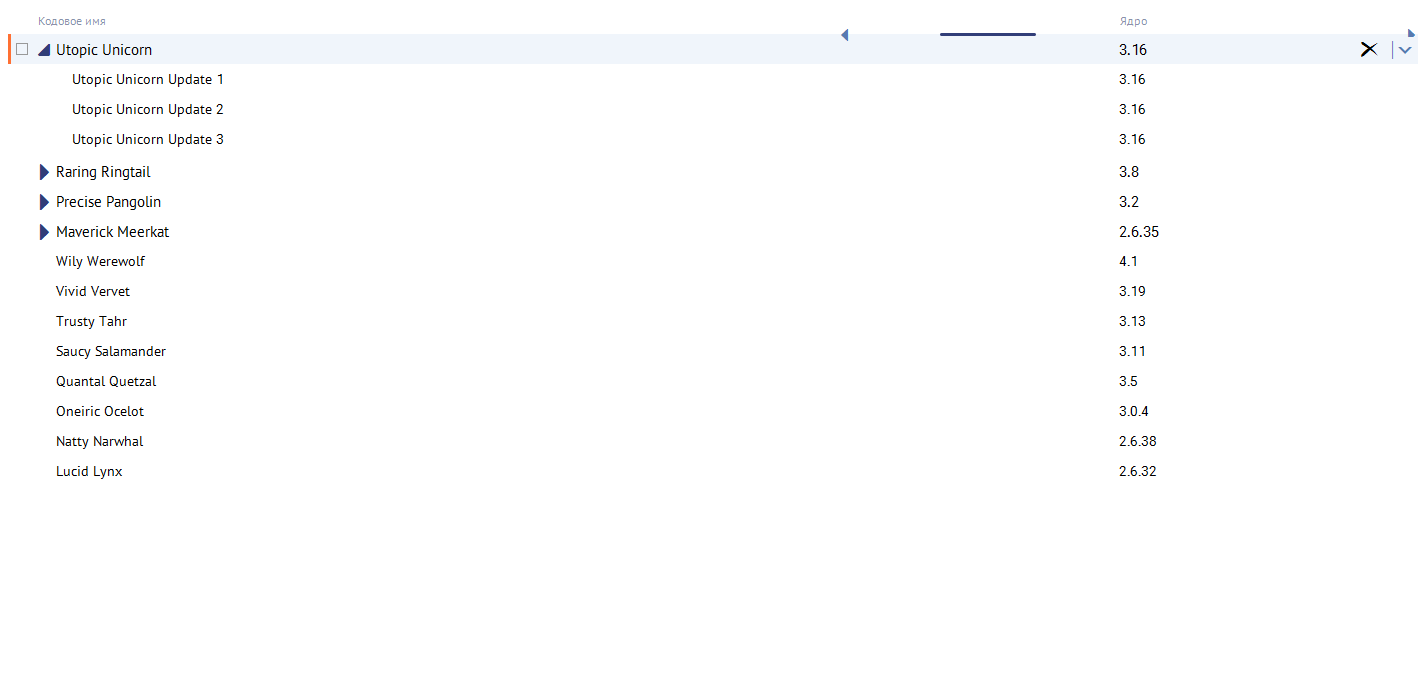 Кодовое имя Ядро
Utopic Unicorn 3.16
Utopic Unicorn Update 1 3.16
Utopic Unicorn Update 2 3.16
Utopic Unicorn Update 3 3.16
Raring Ringtail 3.8
Precise Pangolin 3.2
Maverick Meerkat 2.6.35
Wily Werewolf 4.1
Vivid Vervet 3.19
Trusty Tahr 3.13
Saucy Salamander 3.11
Quantal Quetzal 3.5
Oneiric Ocelot 3.0.4
Natty Narwhal 2.6.38
Lucid Lynx 2.6.32